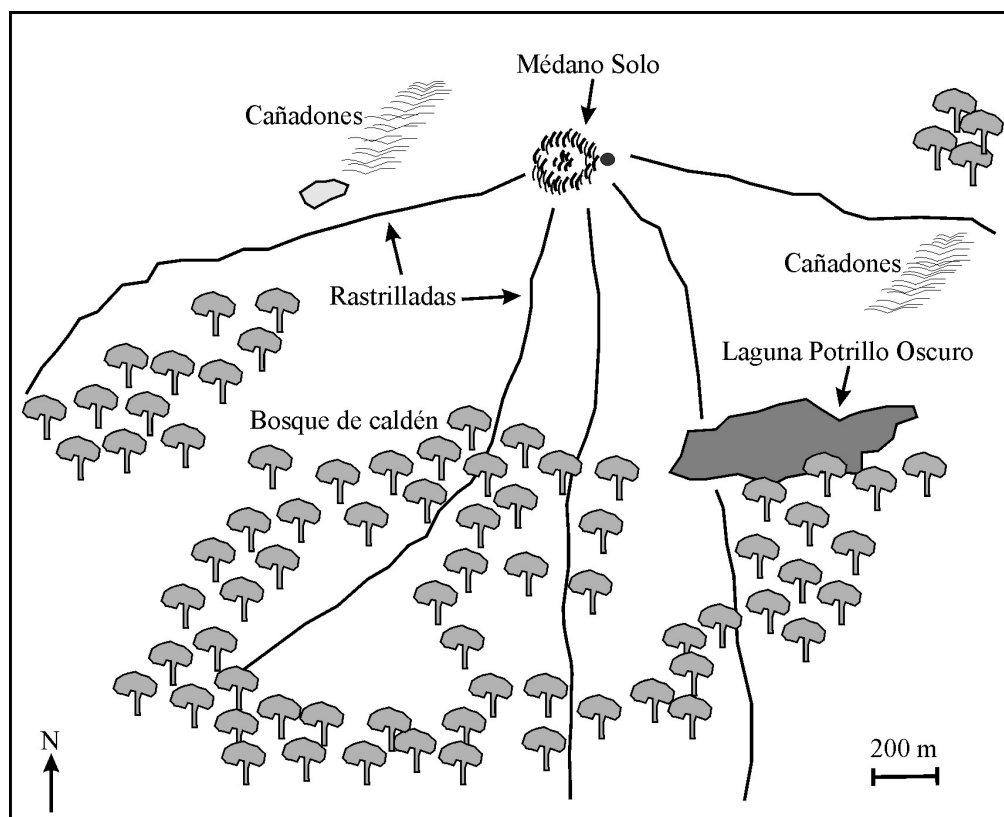 Médano Solo
Cañadones
Cañadones
Rastrilladas
Laguna Potrillo Oscuro
Bosque de caldén
N
200 m